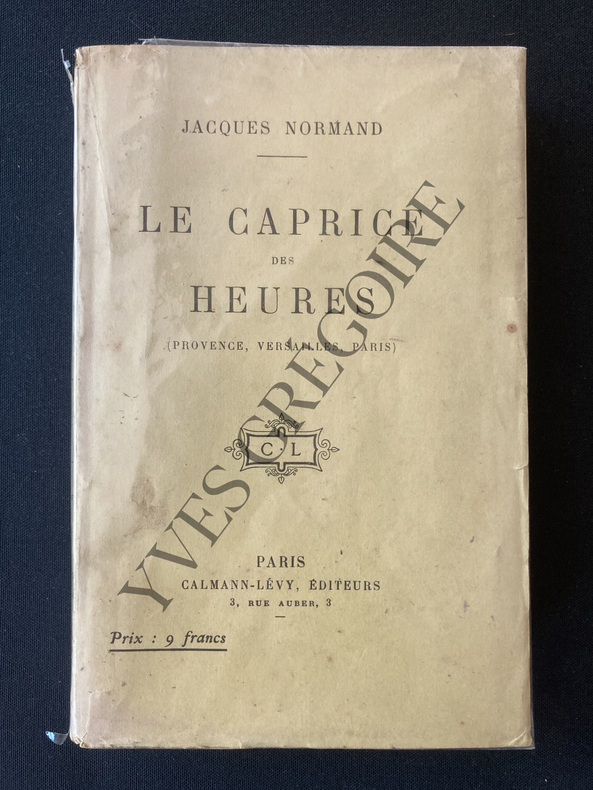 JACQUES NORMAND
LE CAPRICE
DES
HEURES
(PROVENCE, VERSAILLES, PARIS)
C · L
PARIS
CALMANN-LÉVY, ÉDITEURS
3, RUE AUBER, 3
Prix : 9 francs
YVES GRÉGOIRE